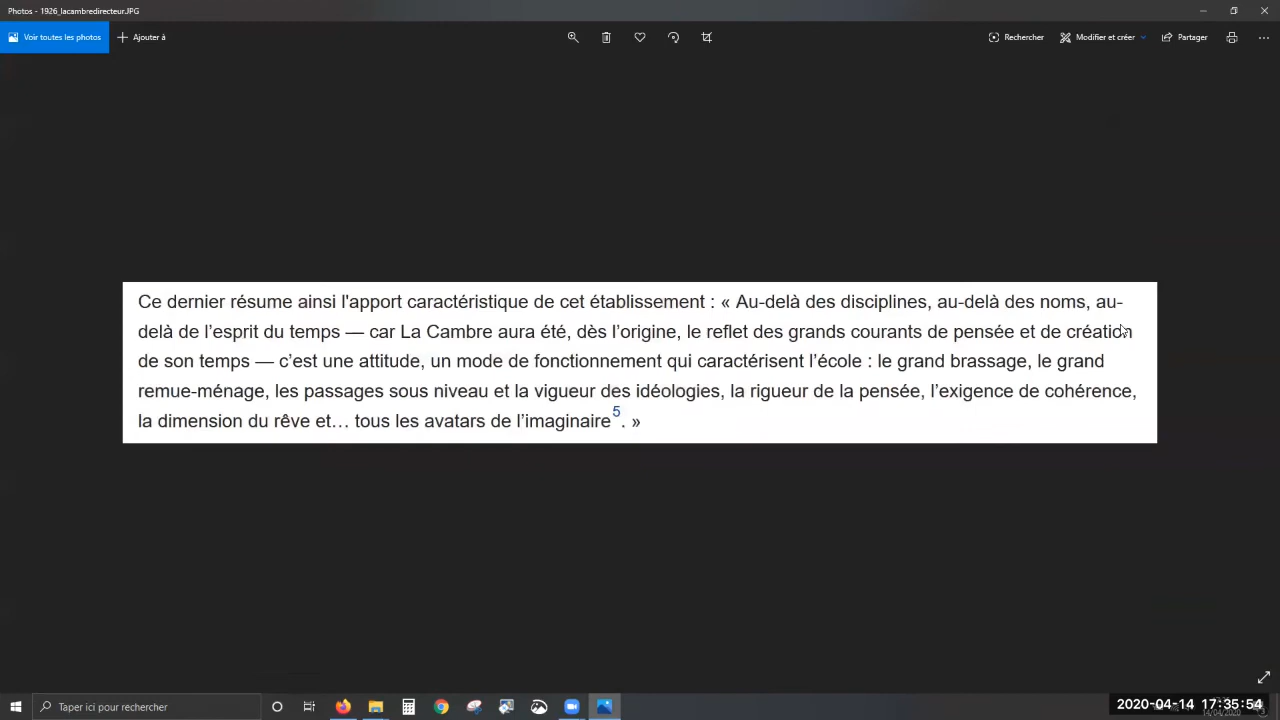 Photos - 1926_lacambredirecteur.JPG
Voir toutes les photos
Ajouter à
Rechercher
Modifier et créer
Partager
Ce dernier résume ainsi l'apport caractéristique de cet établissement : « Au-delà des disciplines, au-delà des noms, au-
delà de l’esprit du temps — car La Cambre aura été, dès l’origine, le reflet des grands courants de pensée et de création
de son temps — c’est une attitude, un mode de fonctionnement qui caractérisent l’école : le grand brassage, le grand
remue-ménage, les passages sous niveau et la vigueur des idéologies, la rigueur de la pensée, l’exigence de cohérence,
la dimension du rêve et… tous les avatars de l’imaginaire5. »
Taper ici pour rechercher
2020-04-14 17:35:54
14/04/2020